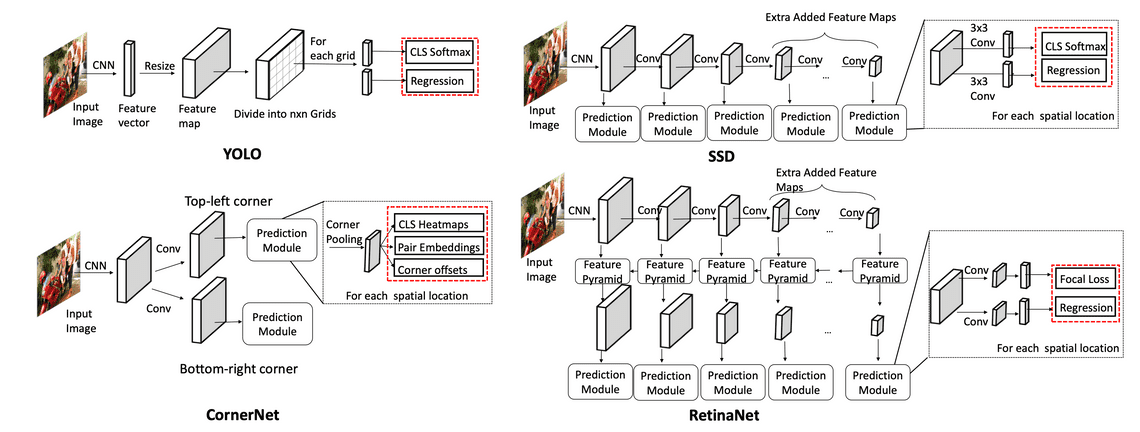 CNN
Input
Image
Resize
Feature
vector
Feature
map
Divide into nxn Grids
For
each grid
CLS Softmax
Regression
YOLO
CNN
Input
Image
Conv
Conv
Conv
Conv
...
Extra Added Feature Maps
Prediction
Module
Prediction
Module
Prediction
Module
Prediction
Module
Prediction
Module
3x3
Conv
3x3
Conv
CLS Softmax
Regression
For each spatial location
SSD
Top-left corner
CNN
Input
Image
Conv
Conv
Prediction
Module
Prediction
Module
Bottom-right corner
Corner
Pooling
CLS Heatmaps
Pair Embeddings
Corner offsets
For each spatial location
CornerNet
CNN
Input
Image
Conv
Conv
Conv
Conv
...
Extra Added Feature
Maps
Feature
Pyramid
Feature
Pyramid
Feature
Pyramid
Feature
Pyramid
...
Feature
Pyramid
...
Prediction
Module
Prediction
Module
Prediction
Module
Prediction
Module
Prediction
Module
Conv
Conv
Focal Loss
Regression
For each spatial location
RetinaNet